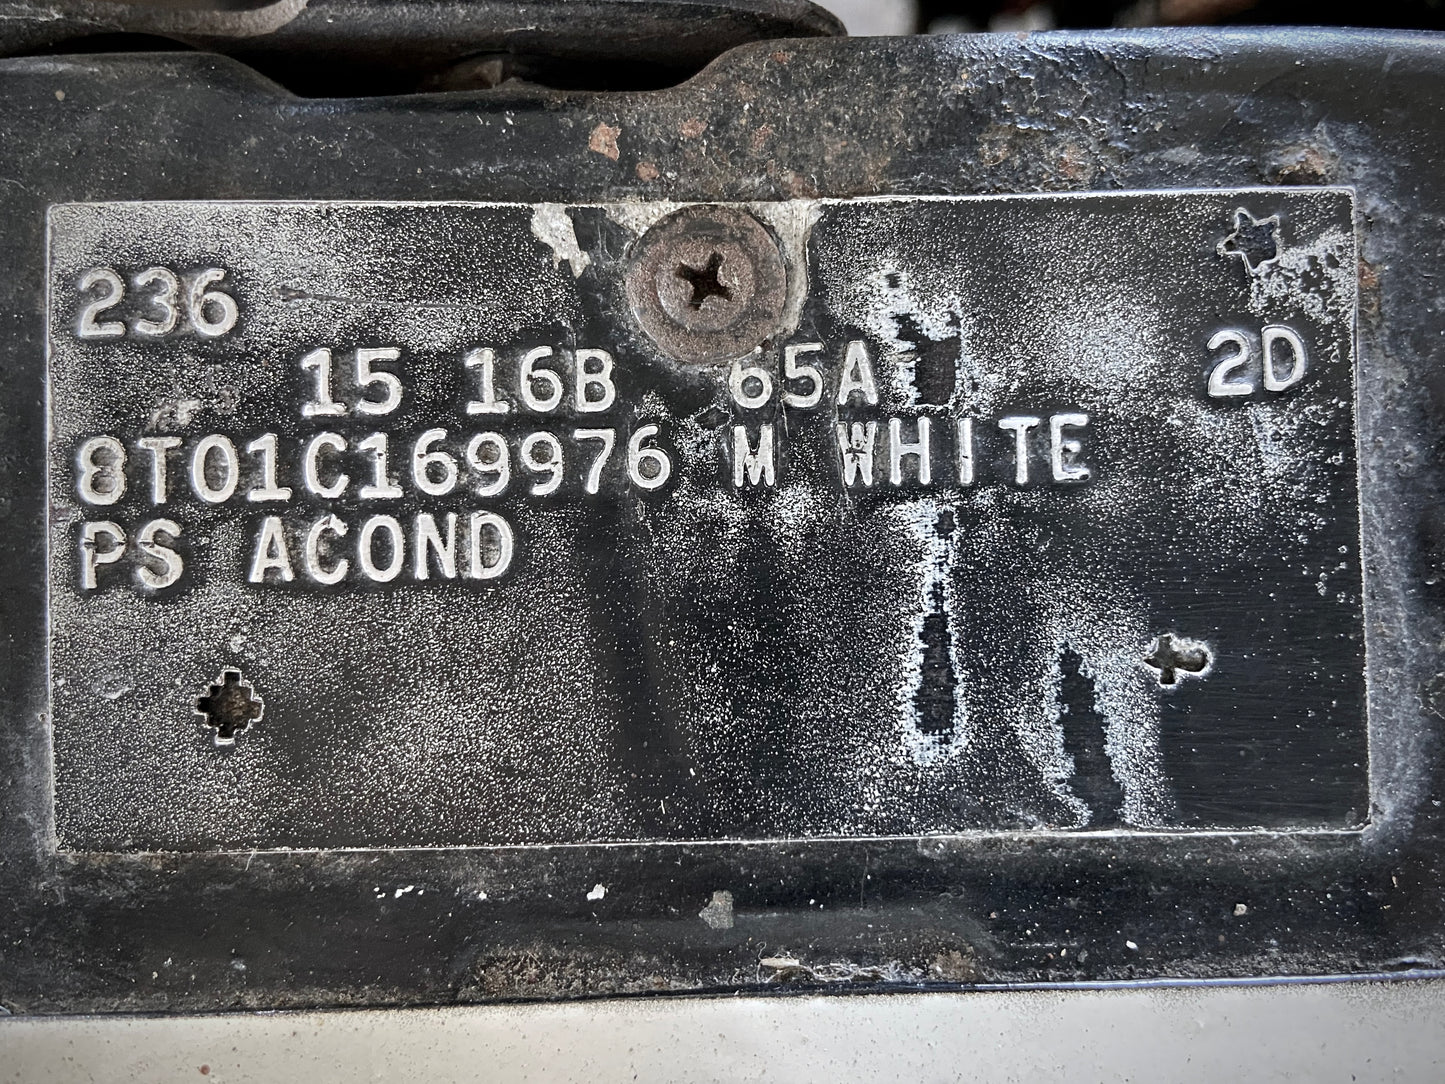 236
15 16B 65A 2D
8T01C169976 M WHITE
PS ACOND